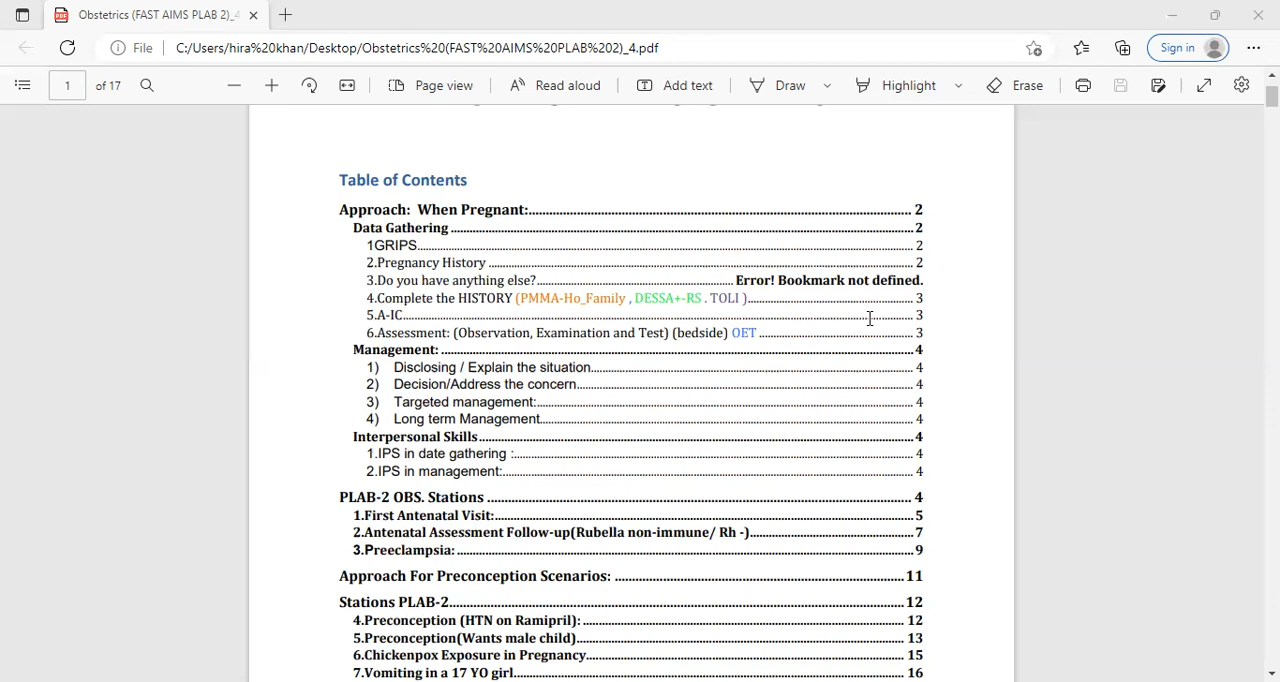 Obstetrics (FAST AIMS PLAB 2)_4
File C:/Users/hira%20khan/Desktop/Obstetrics%20(FAST%20AIMS%20PLAB%202)_4.pdf Sign in
1 of 17 Page view Read aloud Add text Draw Highlight Erase
Table of Contents
Approach: When Pregnant: 2
Data Gathering 2
1GRIPS 2
2.Pregnancy History 2
3.Do you have anything else? Error! Bookmark not defined.
4.Complete the HISTORY (PMMA-Ho_Family , DESSA+-RS . TOLI ) 3
5.A-IC 3
6.Assessment: (Observation, Examination and Test) (bedside) OET 3
Management: 4
1) Disclosing / Explain the situation 4
2) Decision/Address the concern 4
3) Targeted management: 4
4) Long term Management 4
Interpersonal Skills 4
1.IPS in date gathering : 4
2.IPS in management: 4
PLAB-2 OBS. Stations 4
1.First Antenatal Visit: 5
2.Antenatal Assessment Follow-up(Rubella non-immune/ Rh -) 7
3.Preeclampsia: 9
Approach For Preconception Scenarios: 11
Stations PLAB-2 12
4.Preconception (HTN on Ramipril): 12
5.Preconception(Wants male child) 13
6.Chickenpox Exposure in Pregnancy 15
7.Vomiting in a 17 YO girl 16